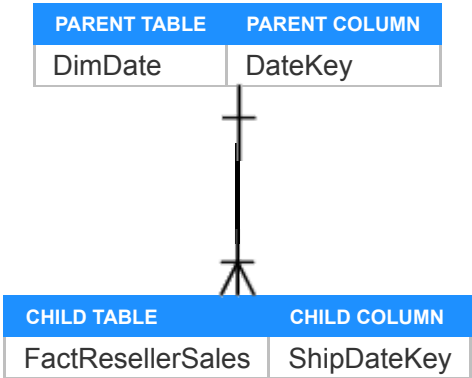 PARENT TABLE PARENT COLUMN
DimDate DateKey
CHILD TABLE CHILD COLUMN
FactResellerSales ShipDateKey